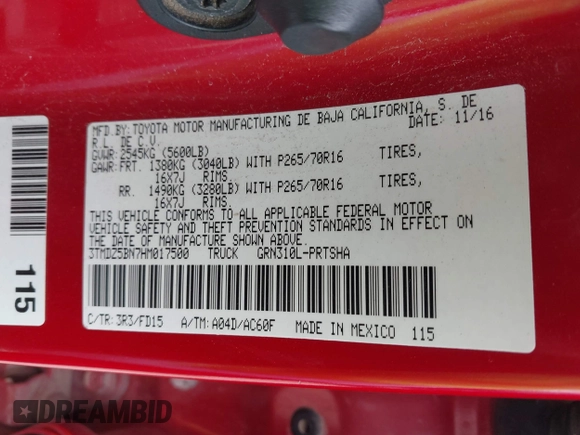 MFD.BY:TOYOTA MOTOR MANUFACTURING DE BAJA CALIFORNIA, S. DE
R.L. DE C.V. DATE: 11/16
GVWR: 2545KG (5600LB)
GAWR:FRT. 1380KG (3040LB) WITH P265/70R16 TIRES,
16X7J RIMS.
RR. 1490KG (3280LB) WITH P265/70R16 TIRES,
16X7J RIMS.
THIS VEHICLE CONFORMS TO ALL APPLICABLE FEDERAL MOTOR
VEHICLE SAFETY AND THEFT PREVENTION STANDARDS IN EFFECT ON
THE DATE OF MANUFACTURE SHOWN ABOVE.
3TMDZ5BN7HM017500 TRUCK GRN310L-PRTSHA
C/TR: 3R3/FD15 A/TM: A04D/AC60F MADE IN MEXICO 115
115
DREAMBID